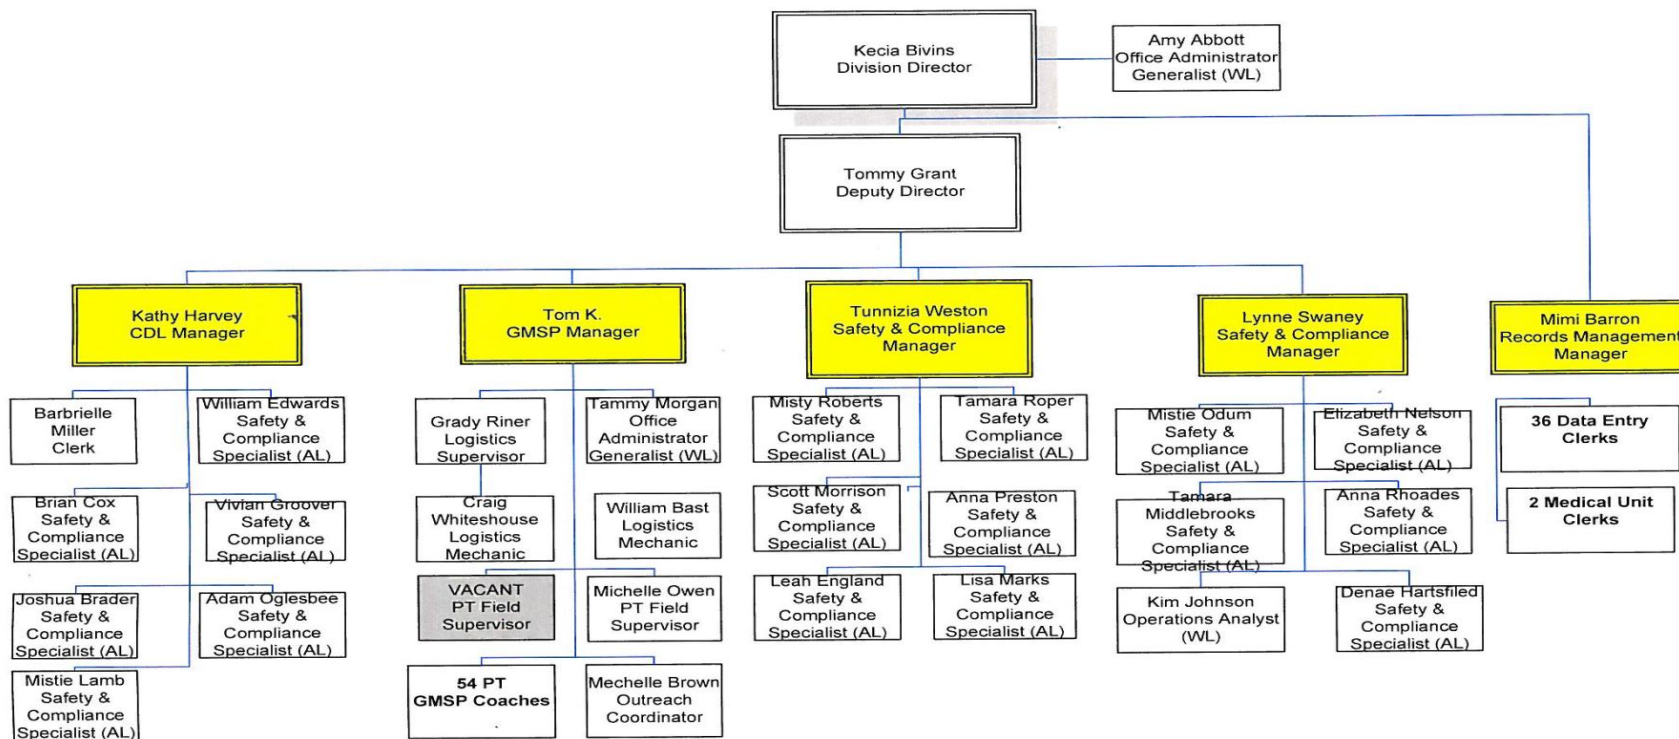 Kecia Bivins
Division Director
Amy Abbott
Office Administrator
Generalist (WL)
Tommy Grant
Deputy Director
Kathy Harvey
CDL Manager
Tom K.
GMSP Manager
Tunnizia Weston
Safety & Compliance
Manager
Lynne Swaney
Safety & Compliance
Manager
Mimi Barron
Records Management
Manager
Barbrielle
Miller
Clerk
William Edwards
Safety &
Compliance
Specialist (AL)
Brian Cox
Safety &
Compliance
Specialist (AL)
Vivian Groover
Safety &
Compliance
Specialist (AL)
Joshua Brader
Safety &
Compliance
Specialist (AL)
Adam Oglesbee
Safety &
Compliance
Specialist (AL)
Mistie Lamb
Safety &
Compliance
Specialist (AL)
Grady Riner
Logistics
Supervisor
Tammy Morgan
Office
Administrator
Generalist (WL)
Craig
Whiteshouse
Logistics
Mechanic
William Bast
Logistics
Mechanic
VACANT
PT Field
Supervisor
Michelle Owen
PT Field
Supervisor
54 PT
GMSP Coaches
Mechelle Brown
Outreach
Coordinator
Misty Roberts
Safety &
Compliance
Specialist (AL)
Tamara Roper
Safety &
Compliance
Specialist (AL)
Scott Morrison
Safety &
Compliance
Specialist (AL)
Anna Preston
Safety &
Compliance
Specialist (AL)
Leah England
Safety &
Compliance
Specialist (AL)
Lisa Marks
Safety &
Compliance
Specialist (AL)
Mistie Odum
Safety &
Compliance
Specialist (AL)
Elizabeth Nelson
Safety &
Compliance
Specialist (AL)
Tamara
Middlebrooks
Safety &
Compliance
Specialist (AL)
Anna Rhoades
Safety &
Compliance
Specialist (AL)
Kim Johnson
Operations Analyst
(WL)
Denae Hartsfiled
Safety &
Compliance
Specialist (AL)
36 Data Entry
Clerks
2 Medical Unit
Clerks